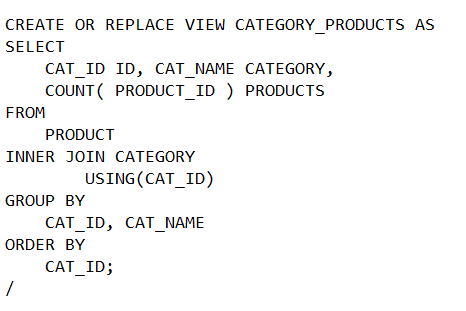 CREATE OR REPLACE VIEW CATEGORY_PRODUCTS AS
SELECT
    CAT_ID ID, CAT_NAME CATEGORY,
    COUNT( PRODUCT_ID ) PRODUCTS
FROM
    PRODUCT
INNER JOIN CATEGORY
        USING(CAT_ID)
GROUP BY
    CAT_ID, CAT_NAME
ORDER BY
    CAT_ID;
/